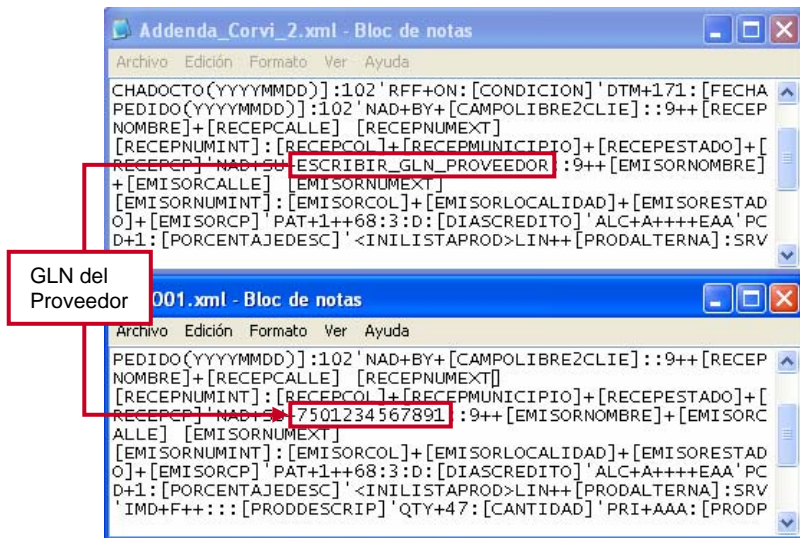 Addenda_Corvi_2.xml - Bloc de notas
Archivo Edición Formato Ver Ayuda
CHADOCTO(YYYYMMDD)]:102'RFF+ON:[CONDICION]'DTM+171:[FECHA
PEDIDO(YYYYMMDD)]:102'NAD+BY+[CAMPOLIBRE2CLIE]::9++[RECEP
NOMBRE]+[RECEPCALLE] [RECEPNUMEXT]
[RECEPNUMINT]:[RECEPCOL]+[RECEPMUNICIPIO]+[RECEPESTADO]+[
RECEPCP]'NAD+SU+ESCRIBIR_GLN_PROVEEDOR::9++[EMISORNOMBRE]
+[EMISORCALLE] [EMISORNUMEXT]
[EMISORNUMINT]:[EMISORCOL]+[EMISORLOCALIDAD]+[EMISORESTAD
O]+[EMISORCP]'PAT+1++68:3:D:[DIASCREDITO]'ALC+A++++EAA'PC
D+1:[PORCENTAJEDESC]'<INILISTAPROD>LIN++[PRODALTERNA]:SRV
GLN del
Proveedor
001.xml - Bloc de notas
Archivo Edición Formato Ver Ayuda
PEDIDO(YYYYMMDD)]:102'NAD+BY+[CAMPOLIBRE2CLIE]::9++[RECEP
NOMBRE]+[RECEPCALLE] [RECEPNUMEXT]
[RECEPNUMINT]:[RECEPCOL]+[RECEPMUNICIPIO]+[RECEPESTADO]+[
RECEPCP]'NAD+SU+7501234567891::9++[EMISORNOMBRE]+[EMISORC
ALLE] [EMISORNUMEXT]
[EMISORNUMINT]:[EMISORCOL]+[EMISORLOCALIDAD]+[EMISORESTAD
O]+[EMISORCP]'PAT+1++68:3:D:[DIASCREDITO]'ALC+A++++EAA'PC
D+1:[PORCENTAJEDESC]'<INILISTAPROD>LIN++[PRODALTERNA]:SRV
'IMD+F++:::[PRODDESCRIP]'QTY+47:[CANTIDAD]'PRI+AAA:[PRODP